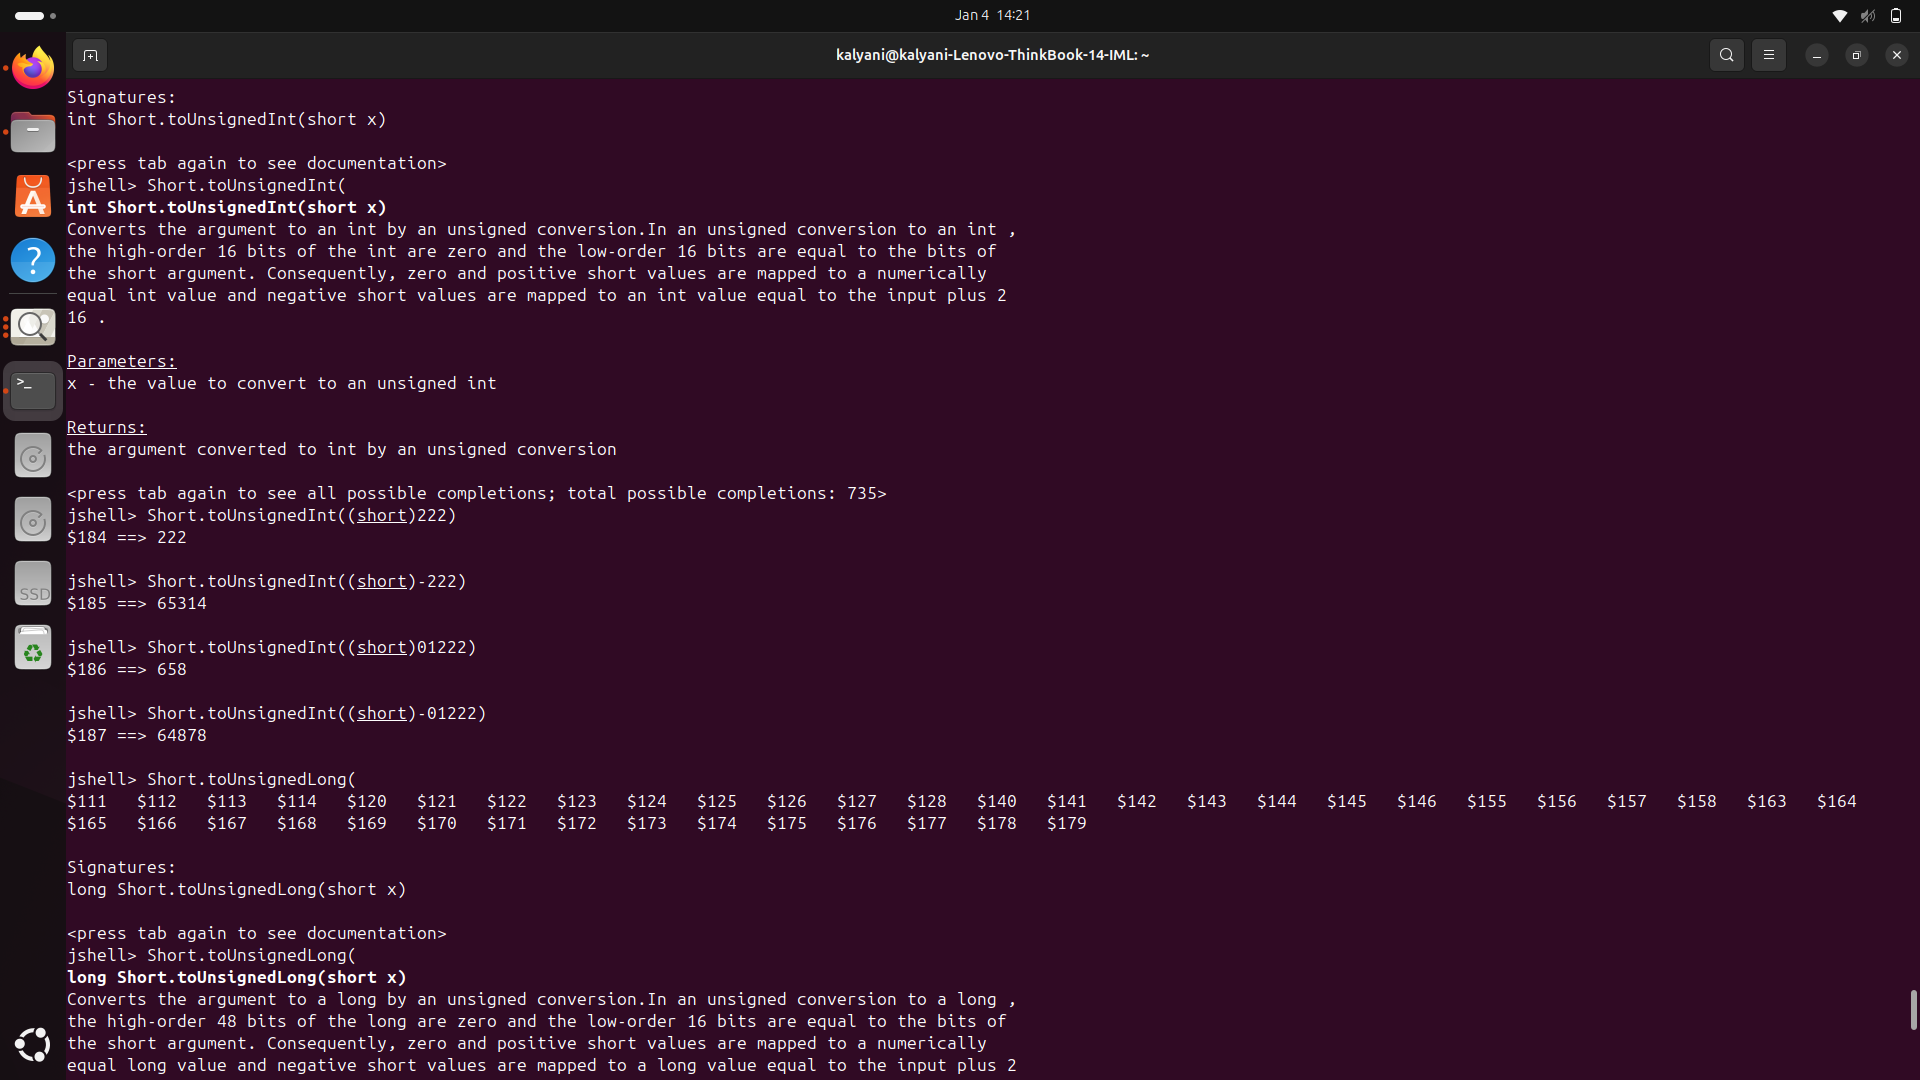 Jan 4 14:21
kalyani@kalyani-Lenovo-ThinkBook-14-IML: ~
Signatures:
int Short.toUnsignedInt(short x)
<press tab again to see documentation>
jshell> Short.toUnsignedInt(
int Short.toUnsignedInt(short x)
Converts the argument to an int by an unsigned conversion.In an unsigned conversion to an int ,
the high-order 16 bits of the int are zero and the low-order 16 bits are equal to the bits of
the short argument. Consequently, zero and positive short values are mapped to a numerically
equal int value and negative short values are mapped to an int value equal to the input plus 2
16 .
Parameters:
x - the value to convert to an unsigned int
Returns:
the argument converted to int by an unsigned conversion
<press tab again to see all possible completions; total possible completions: 735>
jshell> Short.toUnsignedInt((short)222)
$184 ==> 222
jshell> Short.toUnsignedInt((short)-222)
$185 ==> 65314
jshell> Short.toUnsignedInt((short)01222)
$186 ==> 658
jshell> Short.toUnsignedInt((short)-01222)
$187 ==> 64878
jshell> Short.toUnsignedLong(
$111 $112 $113 $114 $120 $121 $122 $123 $124 $125 $126 $127 $128 $140 $141 $142 $143 $144 $145 $146 $155 $156 $157 $158 $163 $164
$165 $166 $167 $168 $169 $170 $171 $172 $173 $174 $175 $176 $177 $178 $179
Signatures:
long Short.toUnsignedLong(short x)
<press tab again to see documentation>
jshell> Short.toUnsignedLong(
long Short.toUnsignedLong(short x)
Converts the argument to a long by an unsigned conversion.In an unsigned conversion to a long ,
the high-order 48 bits of the long are zero and the low-order 16 bits are equal to the bits of
the short argument. Consequently, zero and positive short values are mapped to a numerically
equal long value and negative short values are mapped to a long value equal to the input plus 2
SSD